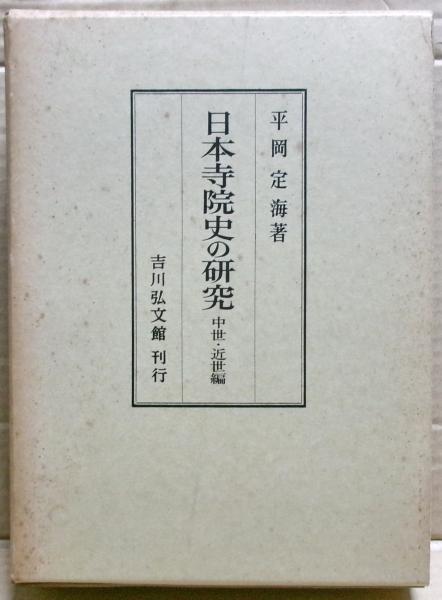 平岡定海著
日本寺院史の研究
中世・近世編
吉川弘文館 刊行